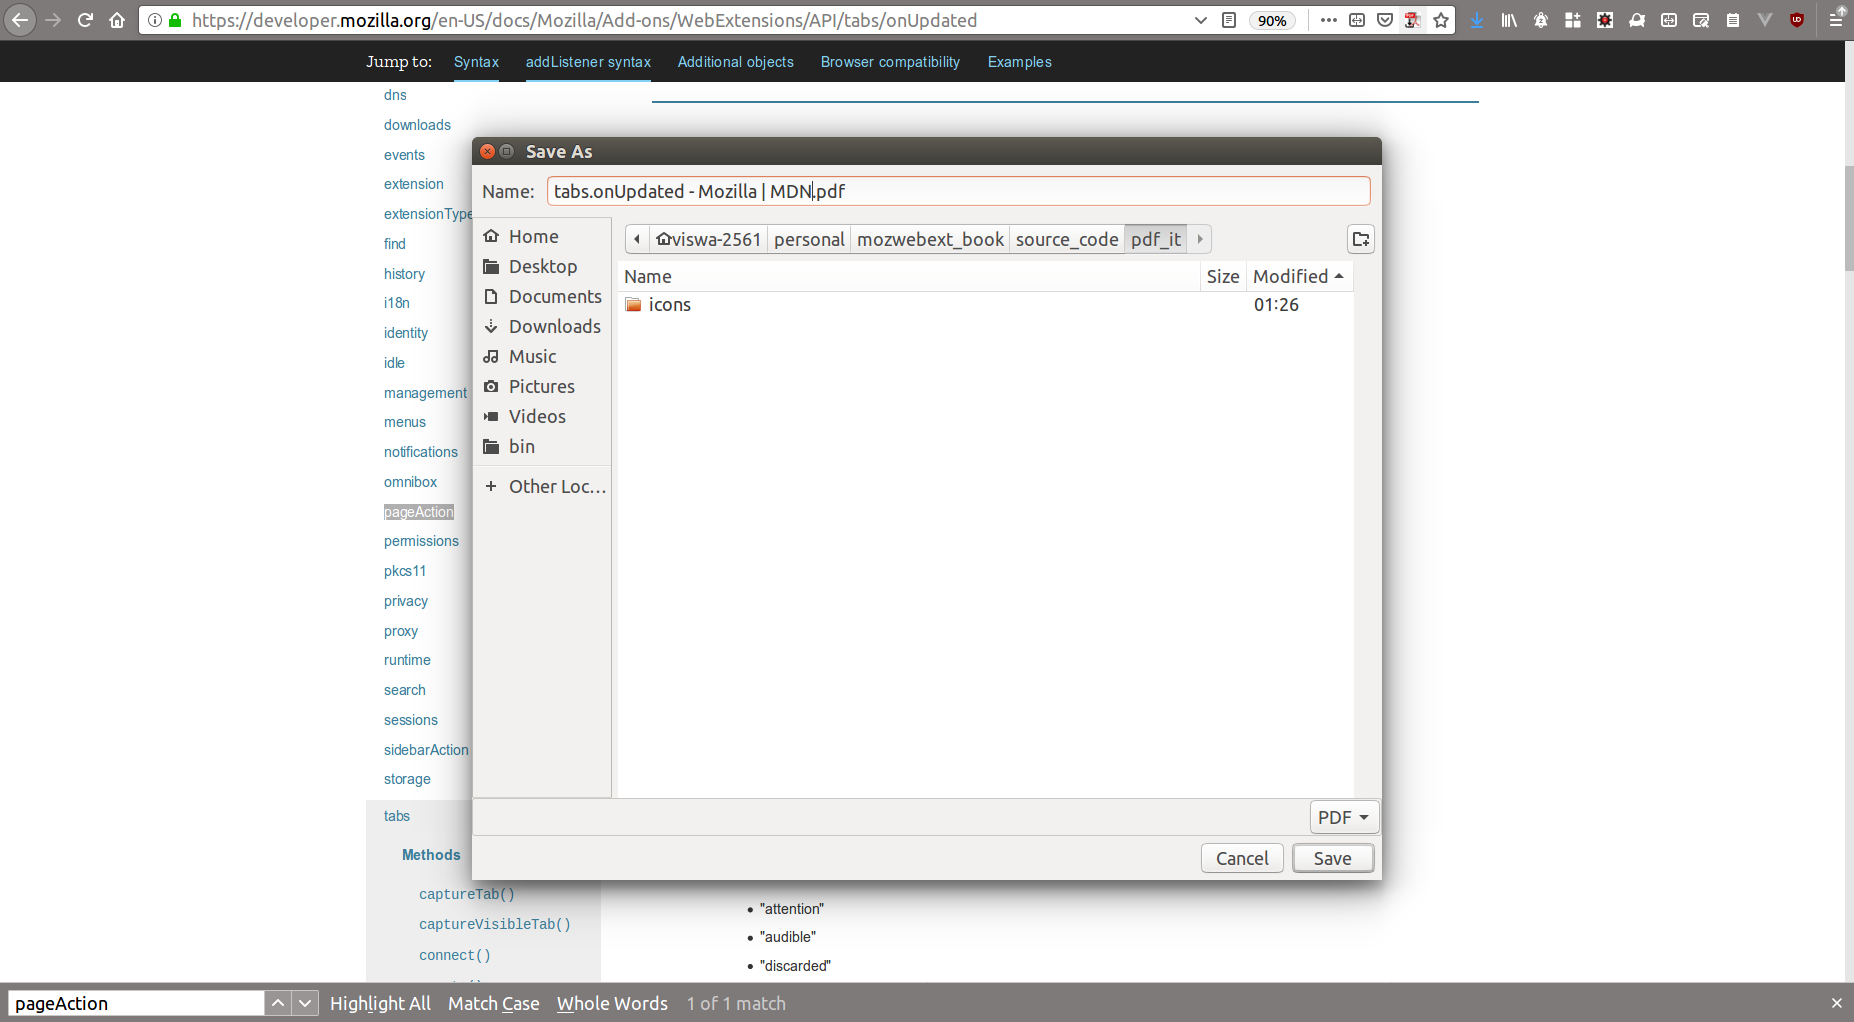 https://developer.mozilla.org/en-US/docs/Mozilla/Add-ons/WebExtensions/API/tabs/onUpdated
90%
Jump to: Syntax addListener syntax Additional objects Browser compatibility Examples
dns
downloads
events
extension
extensionType
find
history
i18n
identity
idle
management
menus
notifications
omnibox
pageAction
permissions
pkcs11
privacy
proxy
runtime
search
sessions
sidebarAction
storage
tabs
Methods
captureTab()
captureVisibleTab()
connect()
Save As
Name: tabs.onUpdated - Mozilla | MDN.pdf
Home
Desktop
Documents
Downloads
Music
Pictures
Videos
bin
Other Loc...
viswa-2561 personal mozwebext_book source_code pdf_it
Name Size Modified
icons 01:26
PDF
Cancel Save
• "attention"
• "audible"
• "discarded"
pageAction Highlight All Match Case Whole Words 1 of 1 match